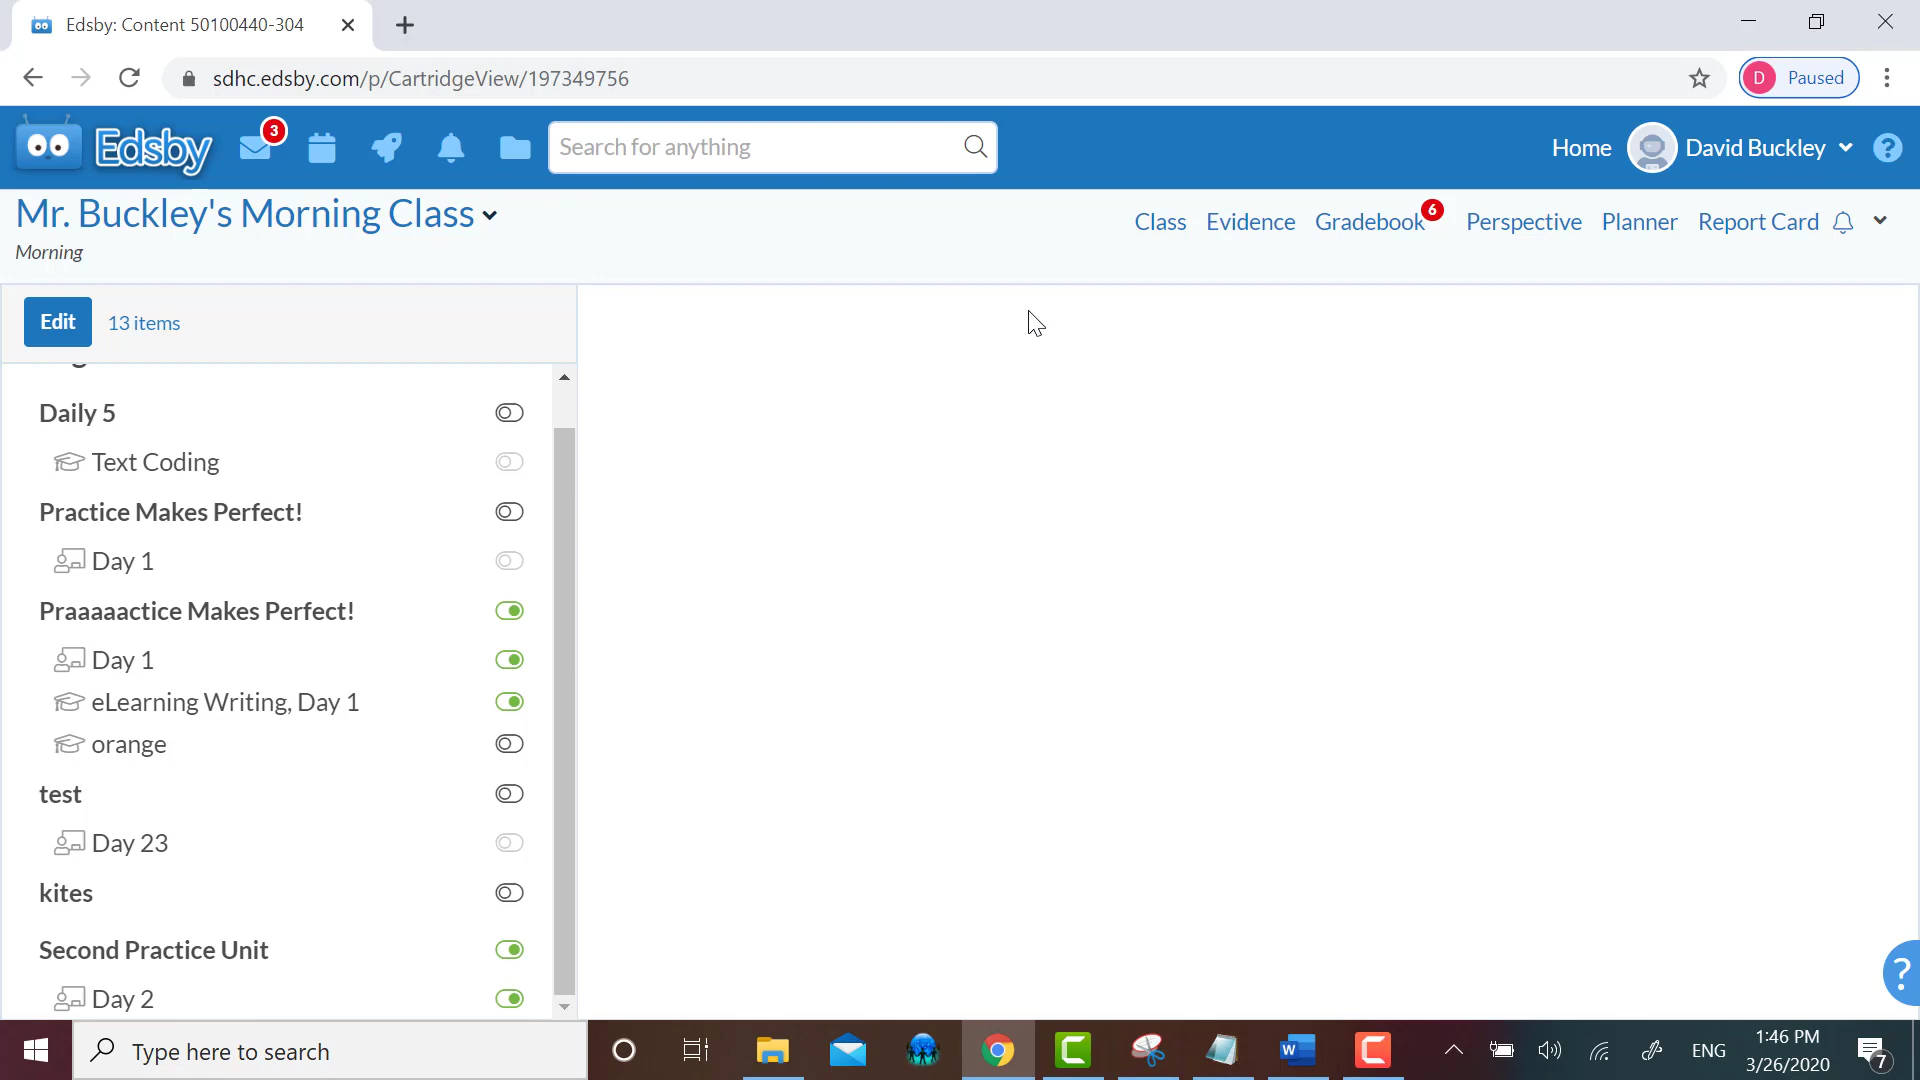 Edsby: Content 50100440-304
sdhc.edsby.com/p/CartridgeView/197349756
D Paused
Edsby
3
Search for anything
Home
David Buckley
?
Mr. Buckley's Morning Class
Morning
Class
Evidence
Gradebook
6
Perspective
Planner
Report Card
Edit
13 items
Daily 5
Text Coding
Practice Makes Perfect!
Day 1
Praaaaactice Makes Perfect!
Day 1
eLearning Writing, Day 1
orange
test
Day 23
kites
Second Practice Unit
Day 2
?
Type here to search
W
ENG
1:46 PM
3/26/2020
7